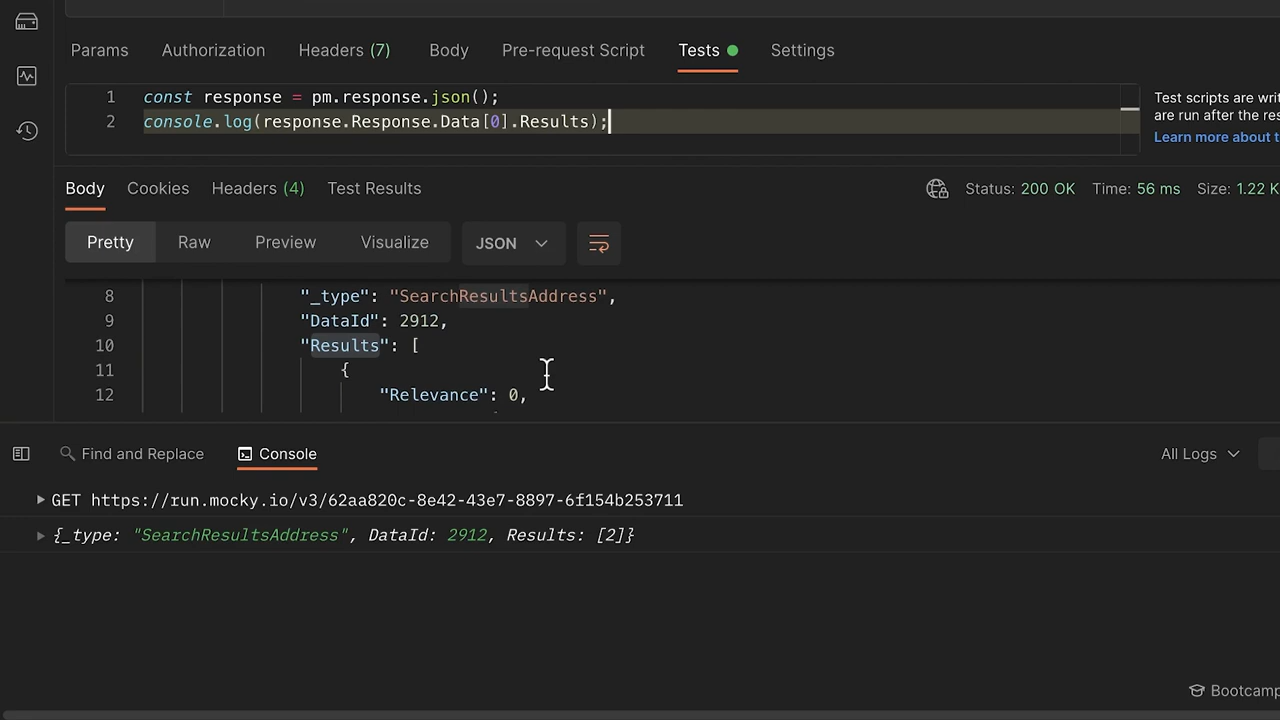 Params Authorization Headers (7) Body Pre-request Script Tests Settings
1 const response = pm.response.json();
2 console.log(response.Response.Data[0].Results);
Test scripts are
are run after the
Learn more about
Body Cookies Headers (4) Test Results Status: 200 OK Time: 56 ms Size: 1.22
Pretty Raw Preview Visualize JSON
8 "_type": "SearchResultsAddress",
9 "DataId": 2912,
10 "Results": [
11 {
12 "Relevance": 0,
Find and Replace Console All Logs
GET https://run.mocky.io/v3/62aa820c-8e42-43e7-8897-6f154b253711
{_type: "SearchResultsAddress", DataId: 2912, Results: [2]}
Bootcamp